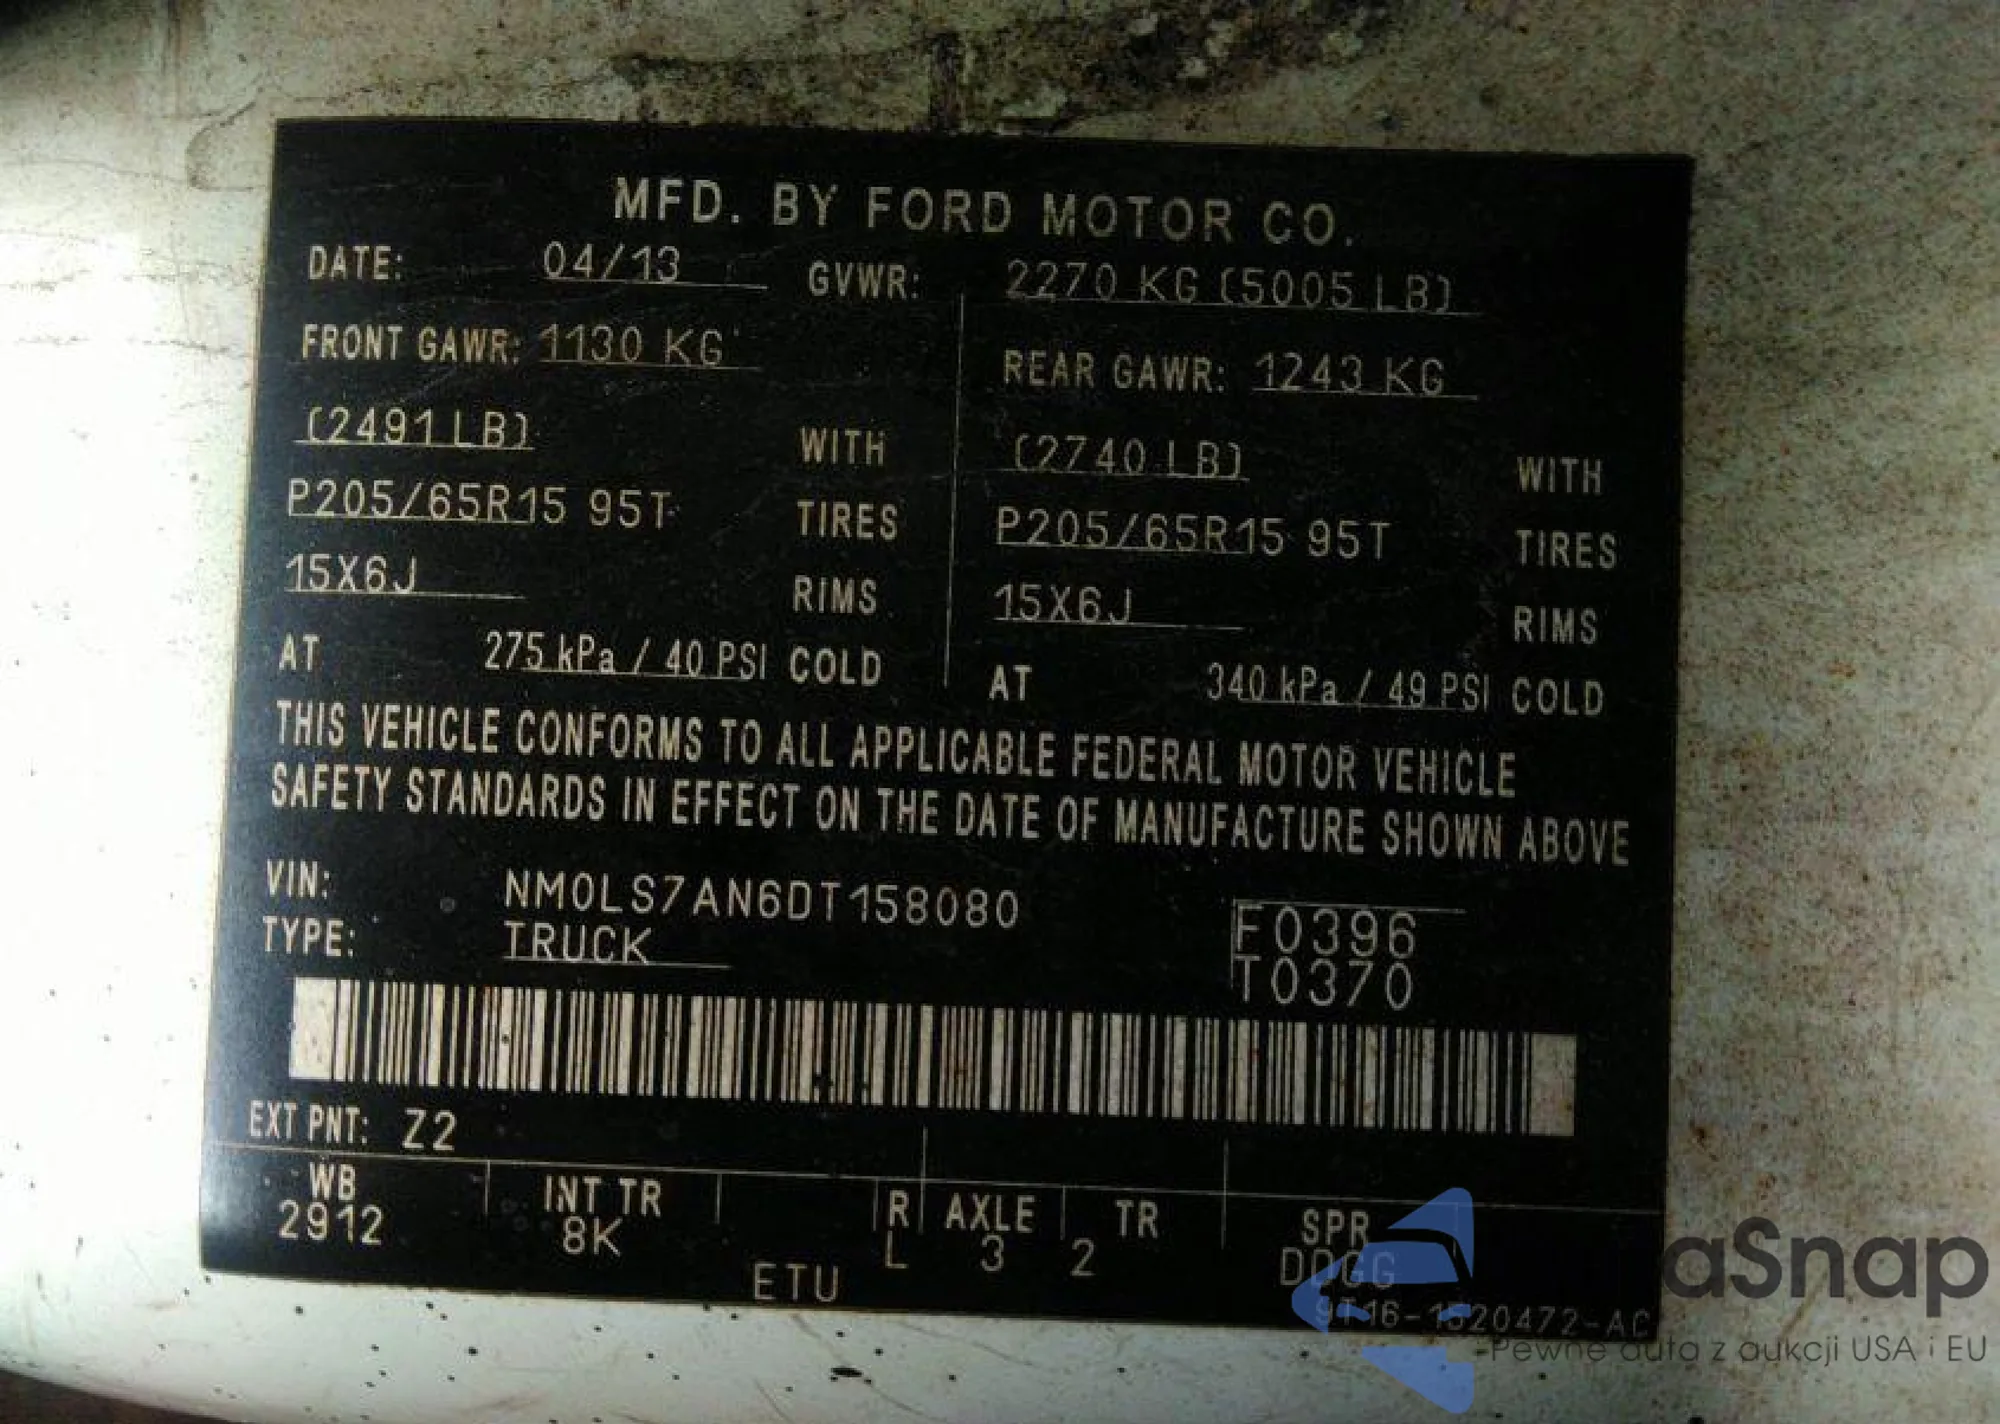 MFD. BY FORD MOTOR CO.
DATE: 04/13 GVWR: 2270 KG (5005 LB)
FRONT GAWR: 1130 KG REAR GAWR: 1243 KG
(2491 LB) WITH (2740 LB) WITH
P205/65R15 95T TIRES P205/65R15 95T TIRES
15X6J RIMS 15X6J RIMS
AT 275 kPa / 40 PSI COLD AT 340 kPa / 49 PSI COLD
THIS VEHICLE CONFORMS TO ALL APPLICABLE FEDERAL MOTOR VEHICLE
SAFETY STANDARDS IN EFFECT ON THE DATE OF MANUFACTURE SHOWN ABOVE
VIN: NM0LS7AN6DT158080 F0396
TYPE: TRUCK T0370
EXT PNT: Z2
WB INT TR R AXLE TR SPR
2912 8K L 3 2 DDGG
ETU
9T16-1520472-AC
aSnap
Pewne auta z aukcji USA i EU